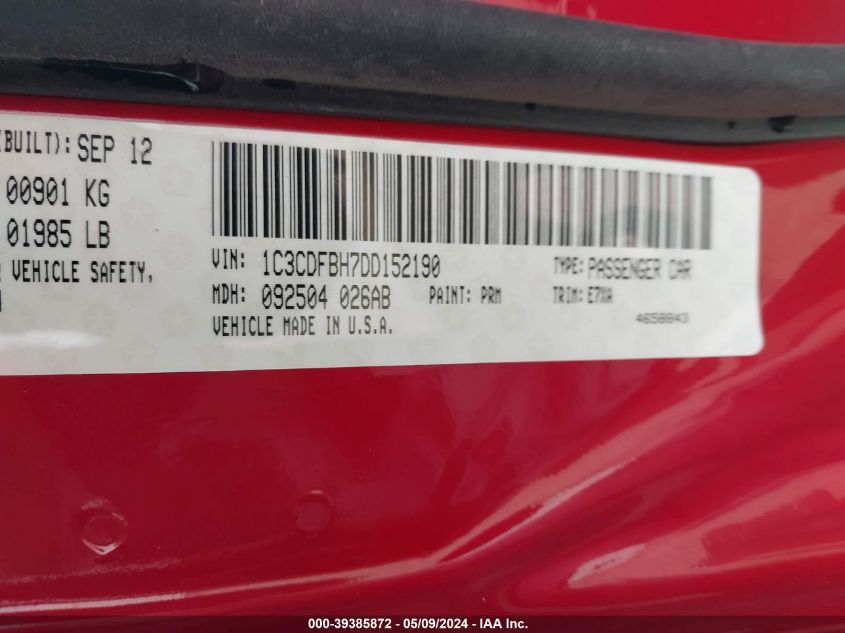 (BUILT): SEP 12
00901 KG
01985 LB
VEHICLE SAFETY,
VIN: 1C3CDFBH7DD152190 TYPE: PASSENGER CAR
MDH: 092504 026AB PAINT: PRM TRIM: E7XA
VEHICLE MADE IN U.S.A. 4658843
000-39385872 - 05/09/2024 - IAA Inc.